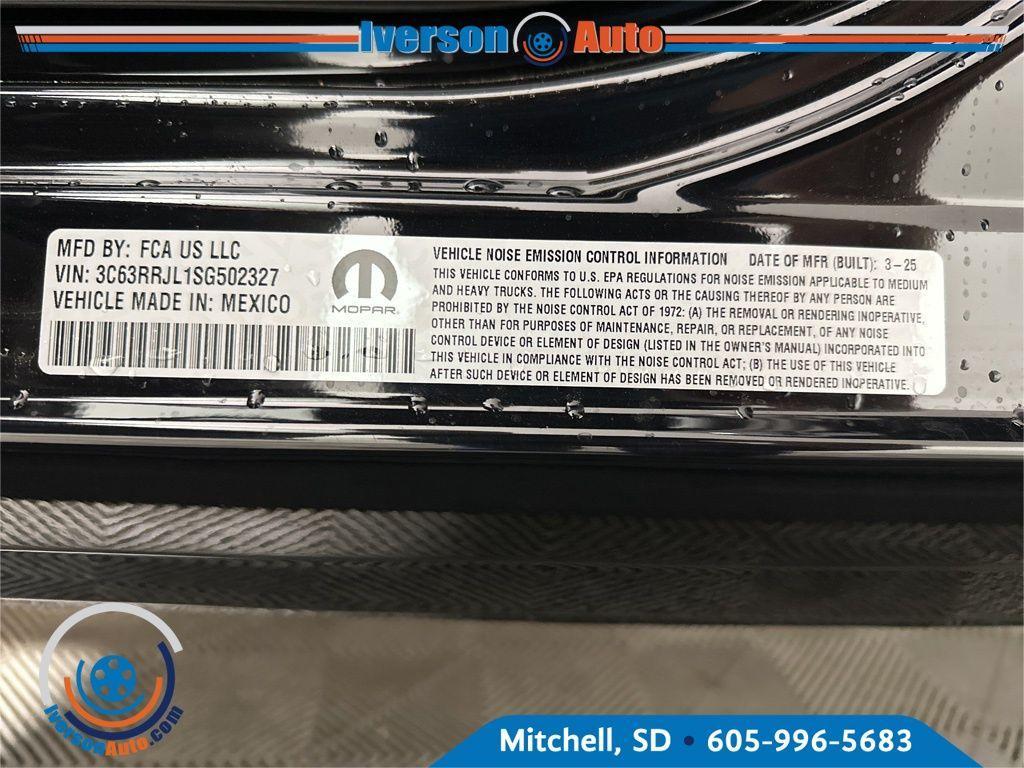 Iverson Auto
MFD BY: FCA US LLC
VIN: 3C63RRJL1SG502327
VEHICLE MADE IN: MEXICO
MOPAR
VEHICLE NOISE EMISSION CONTROL INFORMATION DATE OF MFR (BUILT): 3-25
THIS VEHICLE CONFORMS TO U.S. EPA REGULATIONS FOR NOISE EMISSION APPLICABLE TO MEDIUM
AND HEAVY TRUCKS. THE FOLLOWING ACTS OR THE CAUSING THEREOF BY ANY PERSON ARE
PROHIBITED BY THE NOISE CONTROL ACT OF 1972: (A) THE REMOVAL OR RENDERING INOPERATIVE,
OTHER THAN FOR PURPOSES OF MAINTENANCE, REPAIR, OR REPLACEMENT, OF ANY NOISE
CONTROL DEVICE OR ELEMENT OF DESIGN (LISTED IN THE OWNER'S MANUAL) INCORPORATED INTO
THIS VEHICLE IN COMPLIANCE WITH THE NOISE CONTROL ACT; (B) THE USE OF THIS VEHICLE
AFTER SUCH DEVICE OR ELEMENT OF DESIGN HAS BEEN REMOVED OR RENDERED INOPERATIVE.
IversonAuto.com
Mitchell, SD • 605-996-5683